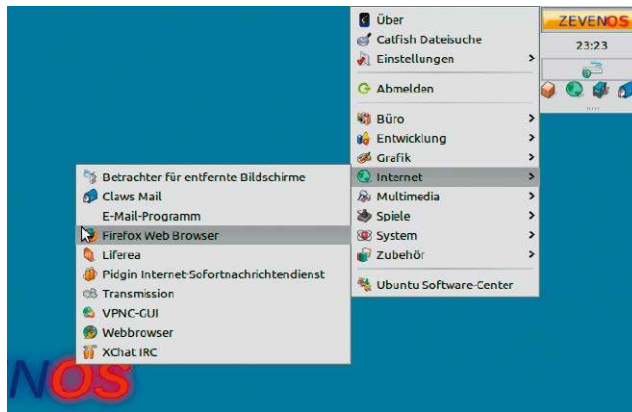 Über
Catfish Dateisuche
Einstellungen
Abmelden
Büro
Entwicklung
Grafik
Internet
Multimedia
Spiele
System
Zubehör
Ubuntu Software-Center
ZEVENOS
23:23
Betrachter für entfernte Bildschirme
Claws Mail
E-Mail-Programm
Firefox Web Browser
Liferea
Pidgin Internet-Sofortnachrichtendienst
Transmission
VPNC-GUI
Webbrowser
XChat IRC
NOS